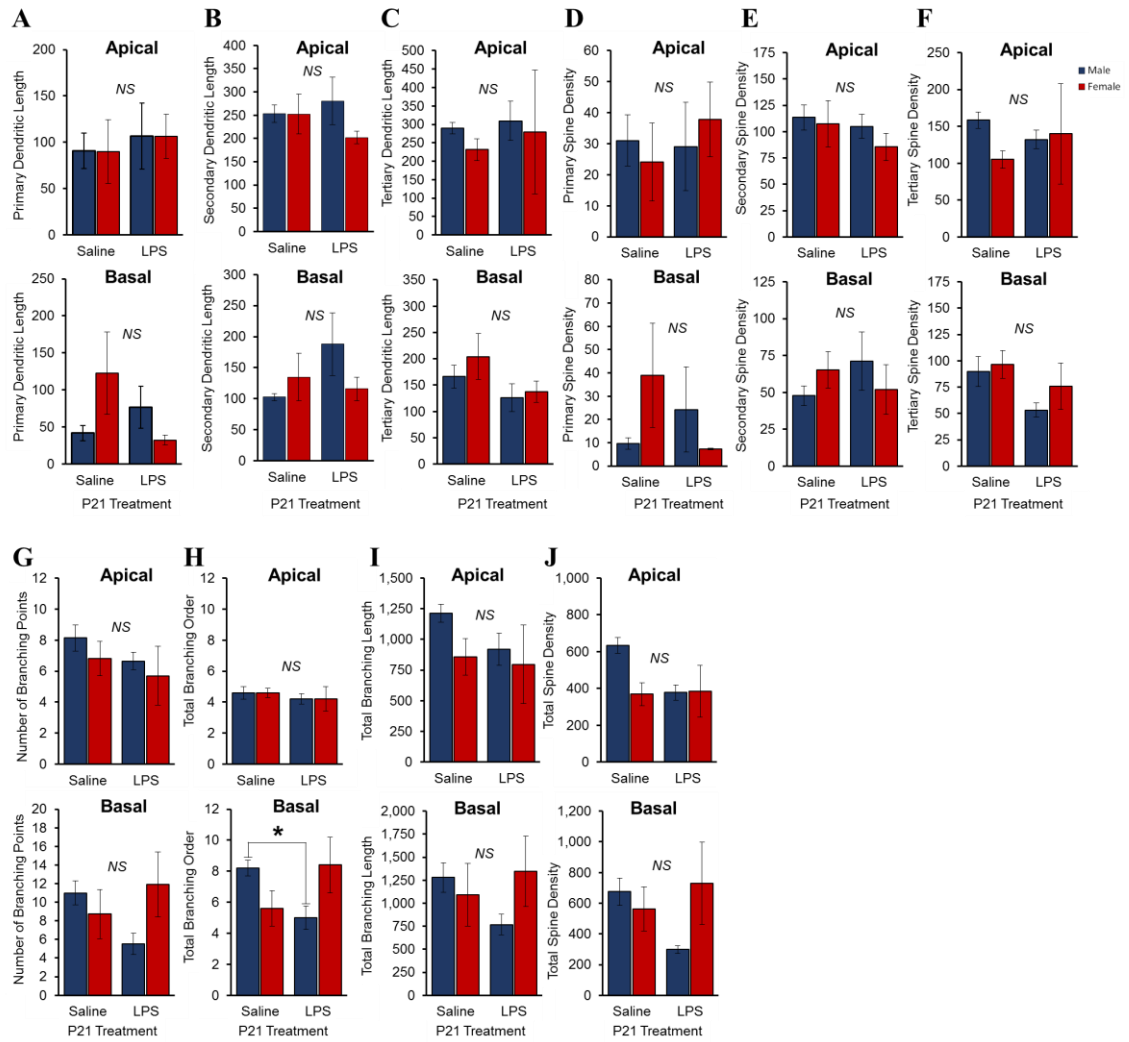 A
B
C
D
E
F
Apical
Primary Dendritic Length
200
150
100
50
0
NS
Saline LPS
Apical
Secondary Dendritic Length
400
350
300
250
200
150
100
50
0
NS
Saline LPS
Apical
Tertiary Dendritic Length
500
450
400
350
300
250
200
150
100
50
0
NS
Saline LPS
Apical
Primary Spine Density
60
50
40
30
20
10
0
NS
Saline LPS
Apical
Secondary Spine Density
175
150
125
100
75
50
25
0
NS
Saline LPS
Apical
Tertiary Spine Density
250
200
150
100
50
0
NS
Saline LPS
Male
Female
Basal
Primary Dendritic Length
200
150
100
50
0
NS
Saline LPS
P21 Treatment
Basal
Secondary Dendritic Length
300
250
200
150
100
50
0
NS
Saline LPS
P21 Treatment
Basal
Tertiary Dendritic Length
350
300
250
200
150
100
50
0
NS
Saline LPS
P21 Treatment
Basal
Primary Spine Density
80
70
60
50
40
30
20
10
0
NS
Saline LPS
P21 Treatment
Basal
Secondary Spine Density
125
100
75
50
25
0
NS
Saline LPS
P21 Treatment
Basal
Tertiary Spine Density
175
150
125
100
75
50
25
0
NS
Saline LPS
P21 Treatment
G
H
I
J
Apical
Number of Branching Points
12
10
8
6
4
2
0
NS
Saline LPS
Apical
Total Branching Order
12
10
8
6
4
2
0
NS
Saline LPS
Apical
Total Branching Length
1,500
1,250
1,000
750
500
250
0
NS
Saline LPS
Apical
Total Spine Density
1,000
800
600
400
200
0
NS
Saline LPS
Basal
Number of Branching Points
20
18
16
14
12
10
8
6
4
2
0
NS
Saline LPS
P21 Treatment
Basal
Total Branching Order
12
10
8
6
4
2
0
*
Saline LPS
P21 Treatment
Basal
Total Branching Length
2,000
1,750
1,500
1,250
1,000
750
500
250
0
NS
Saline LPS
P21 Treatment
Basal
Total Spine Density
1,200
1,000
800
600
400
200
0
NS
Saline LPS
P21 Treatment